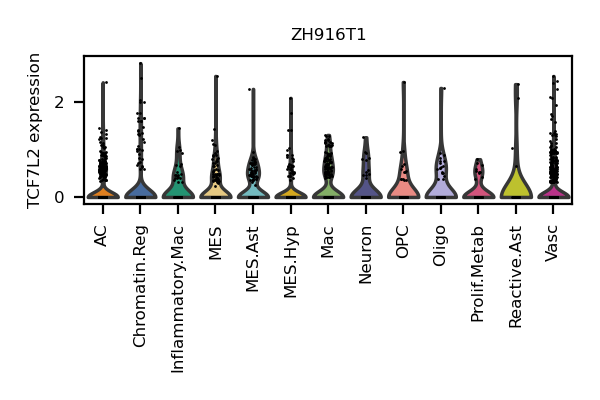 ZH916T1
TCF7L2 expression
2
0
AC
Chromatin.Reg
Inflammatory.Mac
MES
MES.Ast
MES.Hyp
Mac
Neuron
OPC
Oligo
Prolif.Metab
Reactive.Ast
Vasc